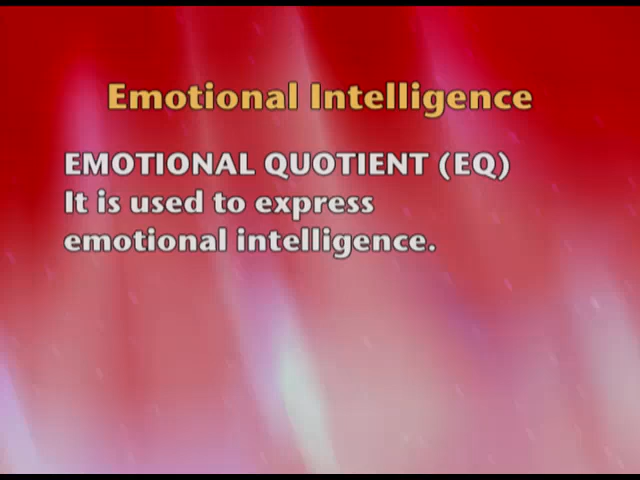 Emotional Intelligence
EMOTIONAL QUOTIENT (EQ)
It is used to express
emotional intelligence.